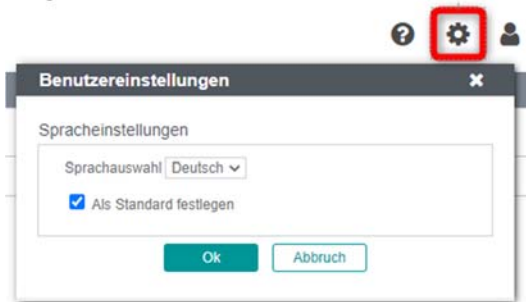 Benutzereinstellungen
Spracheinstellungen
Sprachauswahl Deutsch
Als Standard festlegen
Ok Abbruch